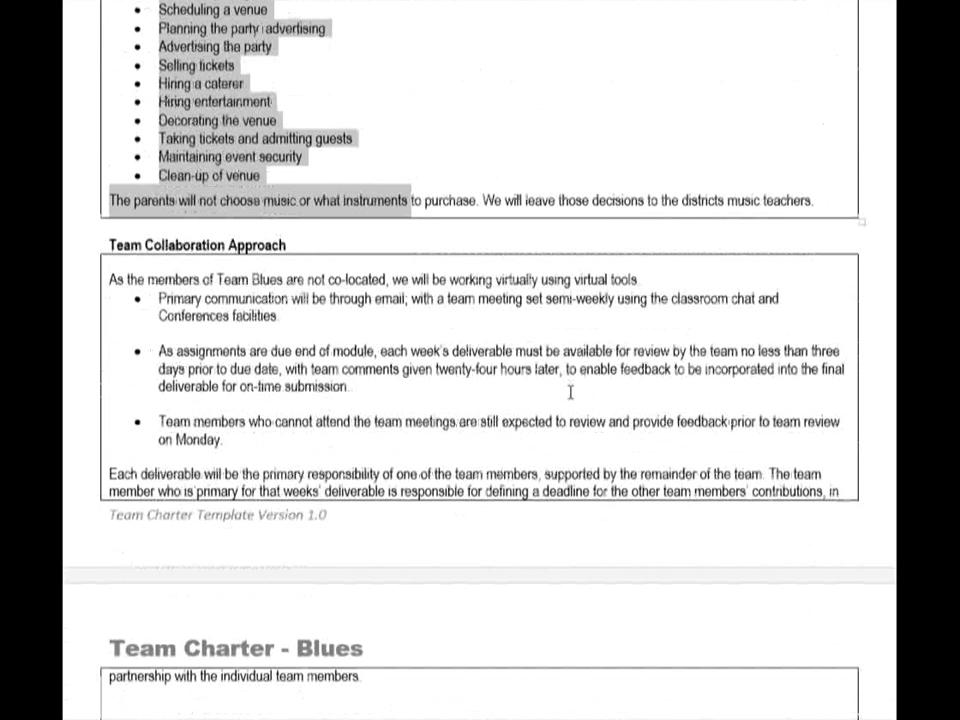 • Scheduling a venue
• Planning the party advertising
• Advertising the party
• Selling tickets
• Hiring a caterer
• Hiring entertainment
• Decorating the venue
• Taking tickets and admitting guests
• Maintaining event security
• Clean-up of venue
The parents will not choose music or what instruments to purchase. We will leave those decisions to the districts music teachers.
Team Collaboration Approach
As the members of Team Blues are not co-located, we will be working virtually using virtual tools
• Primary communication will be through email; with a team meeting set semi-weekly using the classroom chat and
Conferences facilities
• As assignments are due end of module, each week's deliverable must be available for review by the team no less than three
days prior to due date, with team comments given twenty-four hours later, to enable feedback to be incorporated into the final
deliverable for on-time submission.
• Team members who cannot attend the team meetings are still expected to review and provide feedback prior to team review
on Monday.
Each deliverable will be the primary responsibility of one of the team members, supported by the remainder of the team. The team
member who is primary for that weeks' deliverable is responsible for defining a deadline for the other team members' contributions, in
Team Charter Template Version 1.0
Team Charter - Blues
partnership with the individual team members.